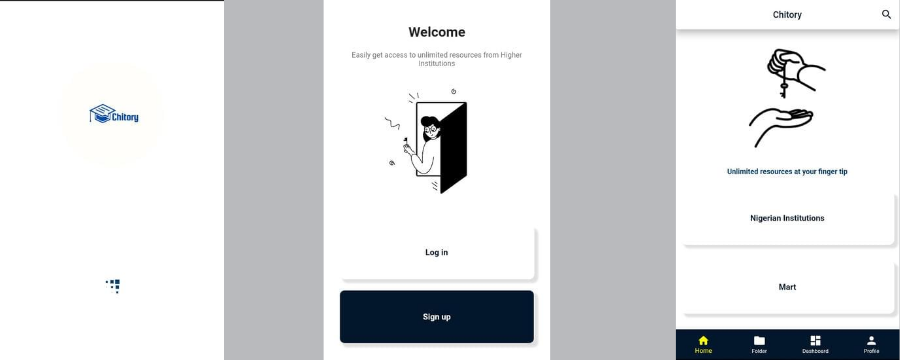 Chitory
Welcome
Easily get access to unlimited resources from Higher
Institutions
Log in
Sign up
Chitory
Unlimited resources at your finger tip
Nigerian Institutions
Mart
Home
Folder
Dashboard
Profile